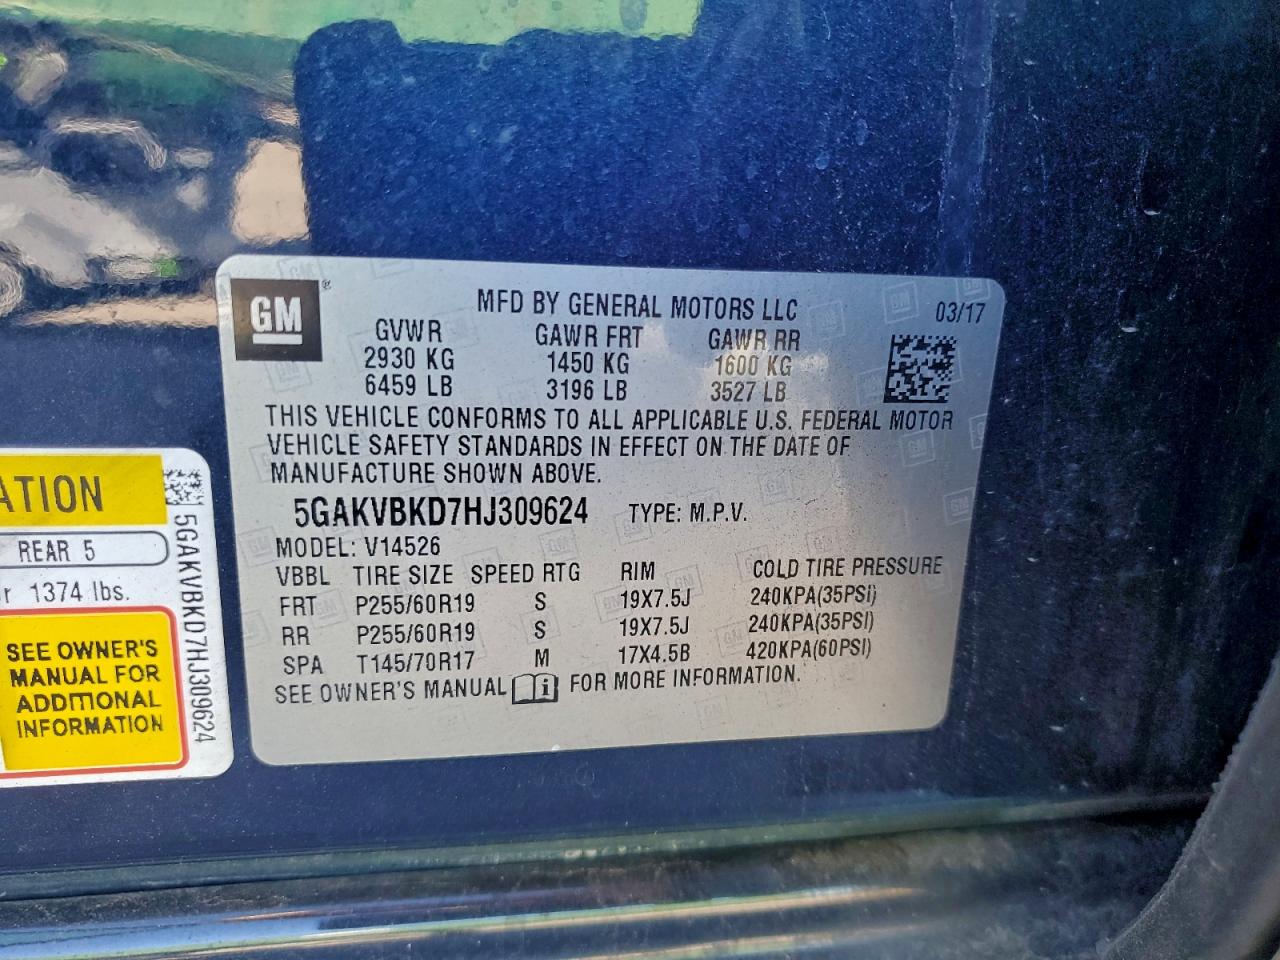 GM ®
MFD BY GENERAL MOTORS LLC 03/17
GVWR GAWR FRT GAWR RR
2930 KG 1450 KG 1600 KG
6459 LB 3196 LB 3527 LB
THIS VEHICLE CONFORMS TO ALL APPLICABLE U.S. FEDERAL MOTOR
VEHICLE SAFETY STANDARDS IN EFFECT ON THE DATE OF
MANUFACTURE SHOWN ABOVE.
5GAKVBKD7HJ309624 TYPE: M.P.V.
MODEL: V14526
VBBL TIRE SIZE SPEED RTG RIM COLD TIRE PRESSURE
FRT P255/60R19 S 19X7.5J 240KPA(35PSI)
RR P255/60R19 S 19X7.5J 240KPA(35PSI)
SPA T145/70R17 M 17X4.5B 420KPA(60PSI)
SEE OWNER'S MANUAL i FOR MORE INFORMATION.
ATION
REAR 5
r 1374 lbs.
SEE OWNER'S
MANUAL FOR
ADDITIONAL
INFORMATION
5GAKVBKD7HJ309624